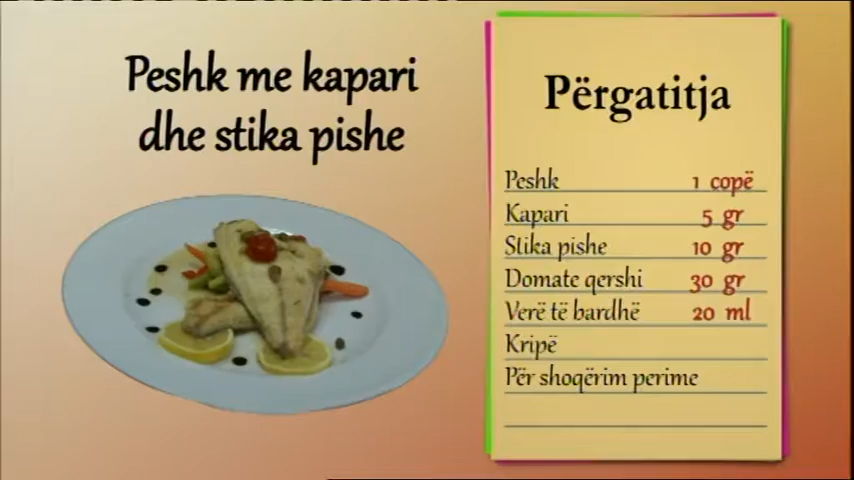 Peshk me kapari
dhe stika pishe
Përgatitja
Peshk 1 copë
Kapari 5 gr
Stika pishe 10 gr
Domate qershi 30 gr
Verë të bardhë 20 ml
Kripë
Për shoqërim perime